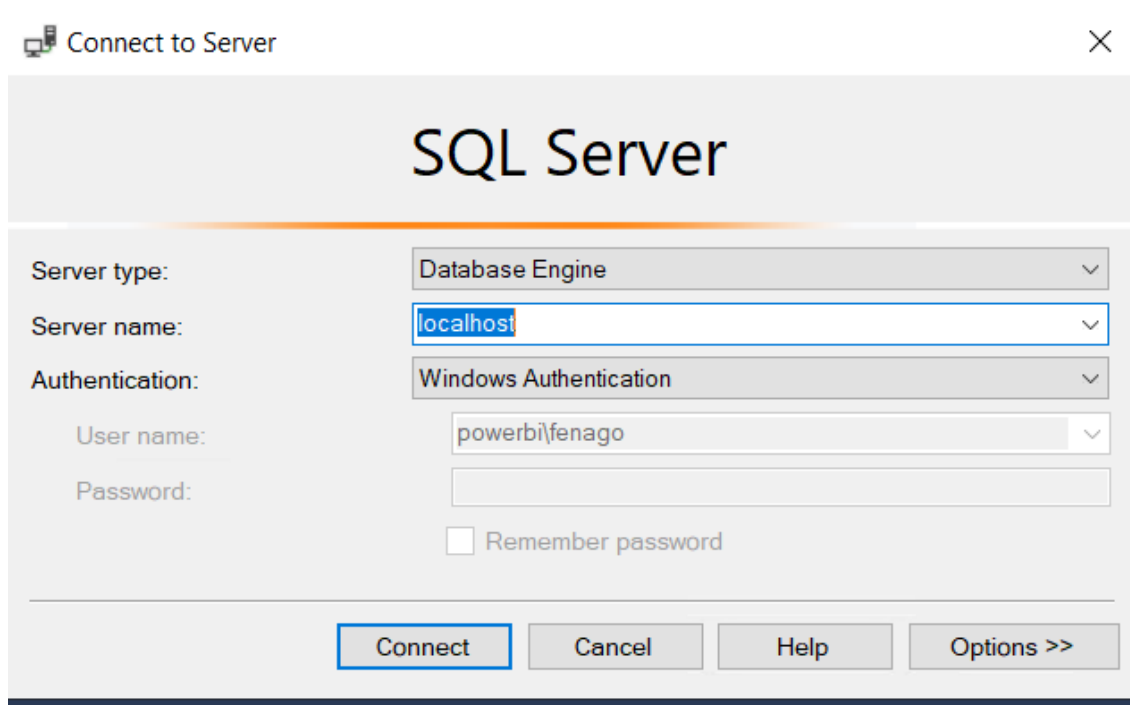 Connect to Server
SQL Server
Server type: Database Engine
Server name: localhost
Authentication: Windows Authentication
User name: powerbi\fenago
Password:
Remember password
Connect Cancel Help Options >>